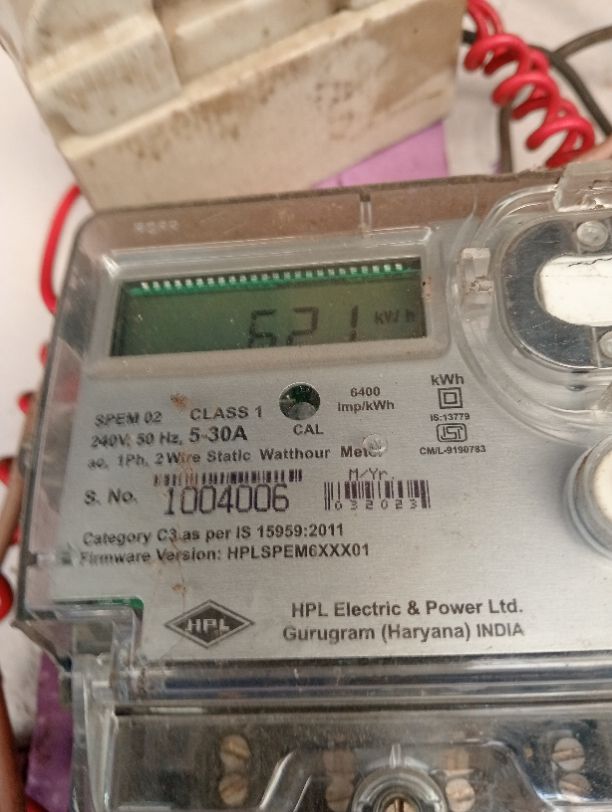 621 kWh
SPEM 02 CLASS 1
6400
imp/kWh
kWh
240V, 50 Hz, 5-30A
CAL
IS:13779
ISI
CM/L-9190783
ac, 1Ph, 2 Wire Static Watthour Meter
M/Yr.
S. No. 1004006
032023
Category C3 as per IS 15959:2011
Firmware Version: HPLSPEM6XXX01
HPL
HPL Electric & Power Ltd.
Gurugram (Haryana) INDIA